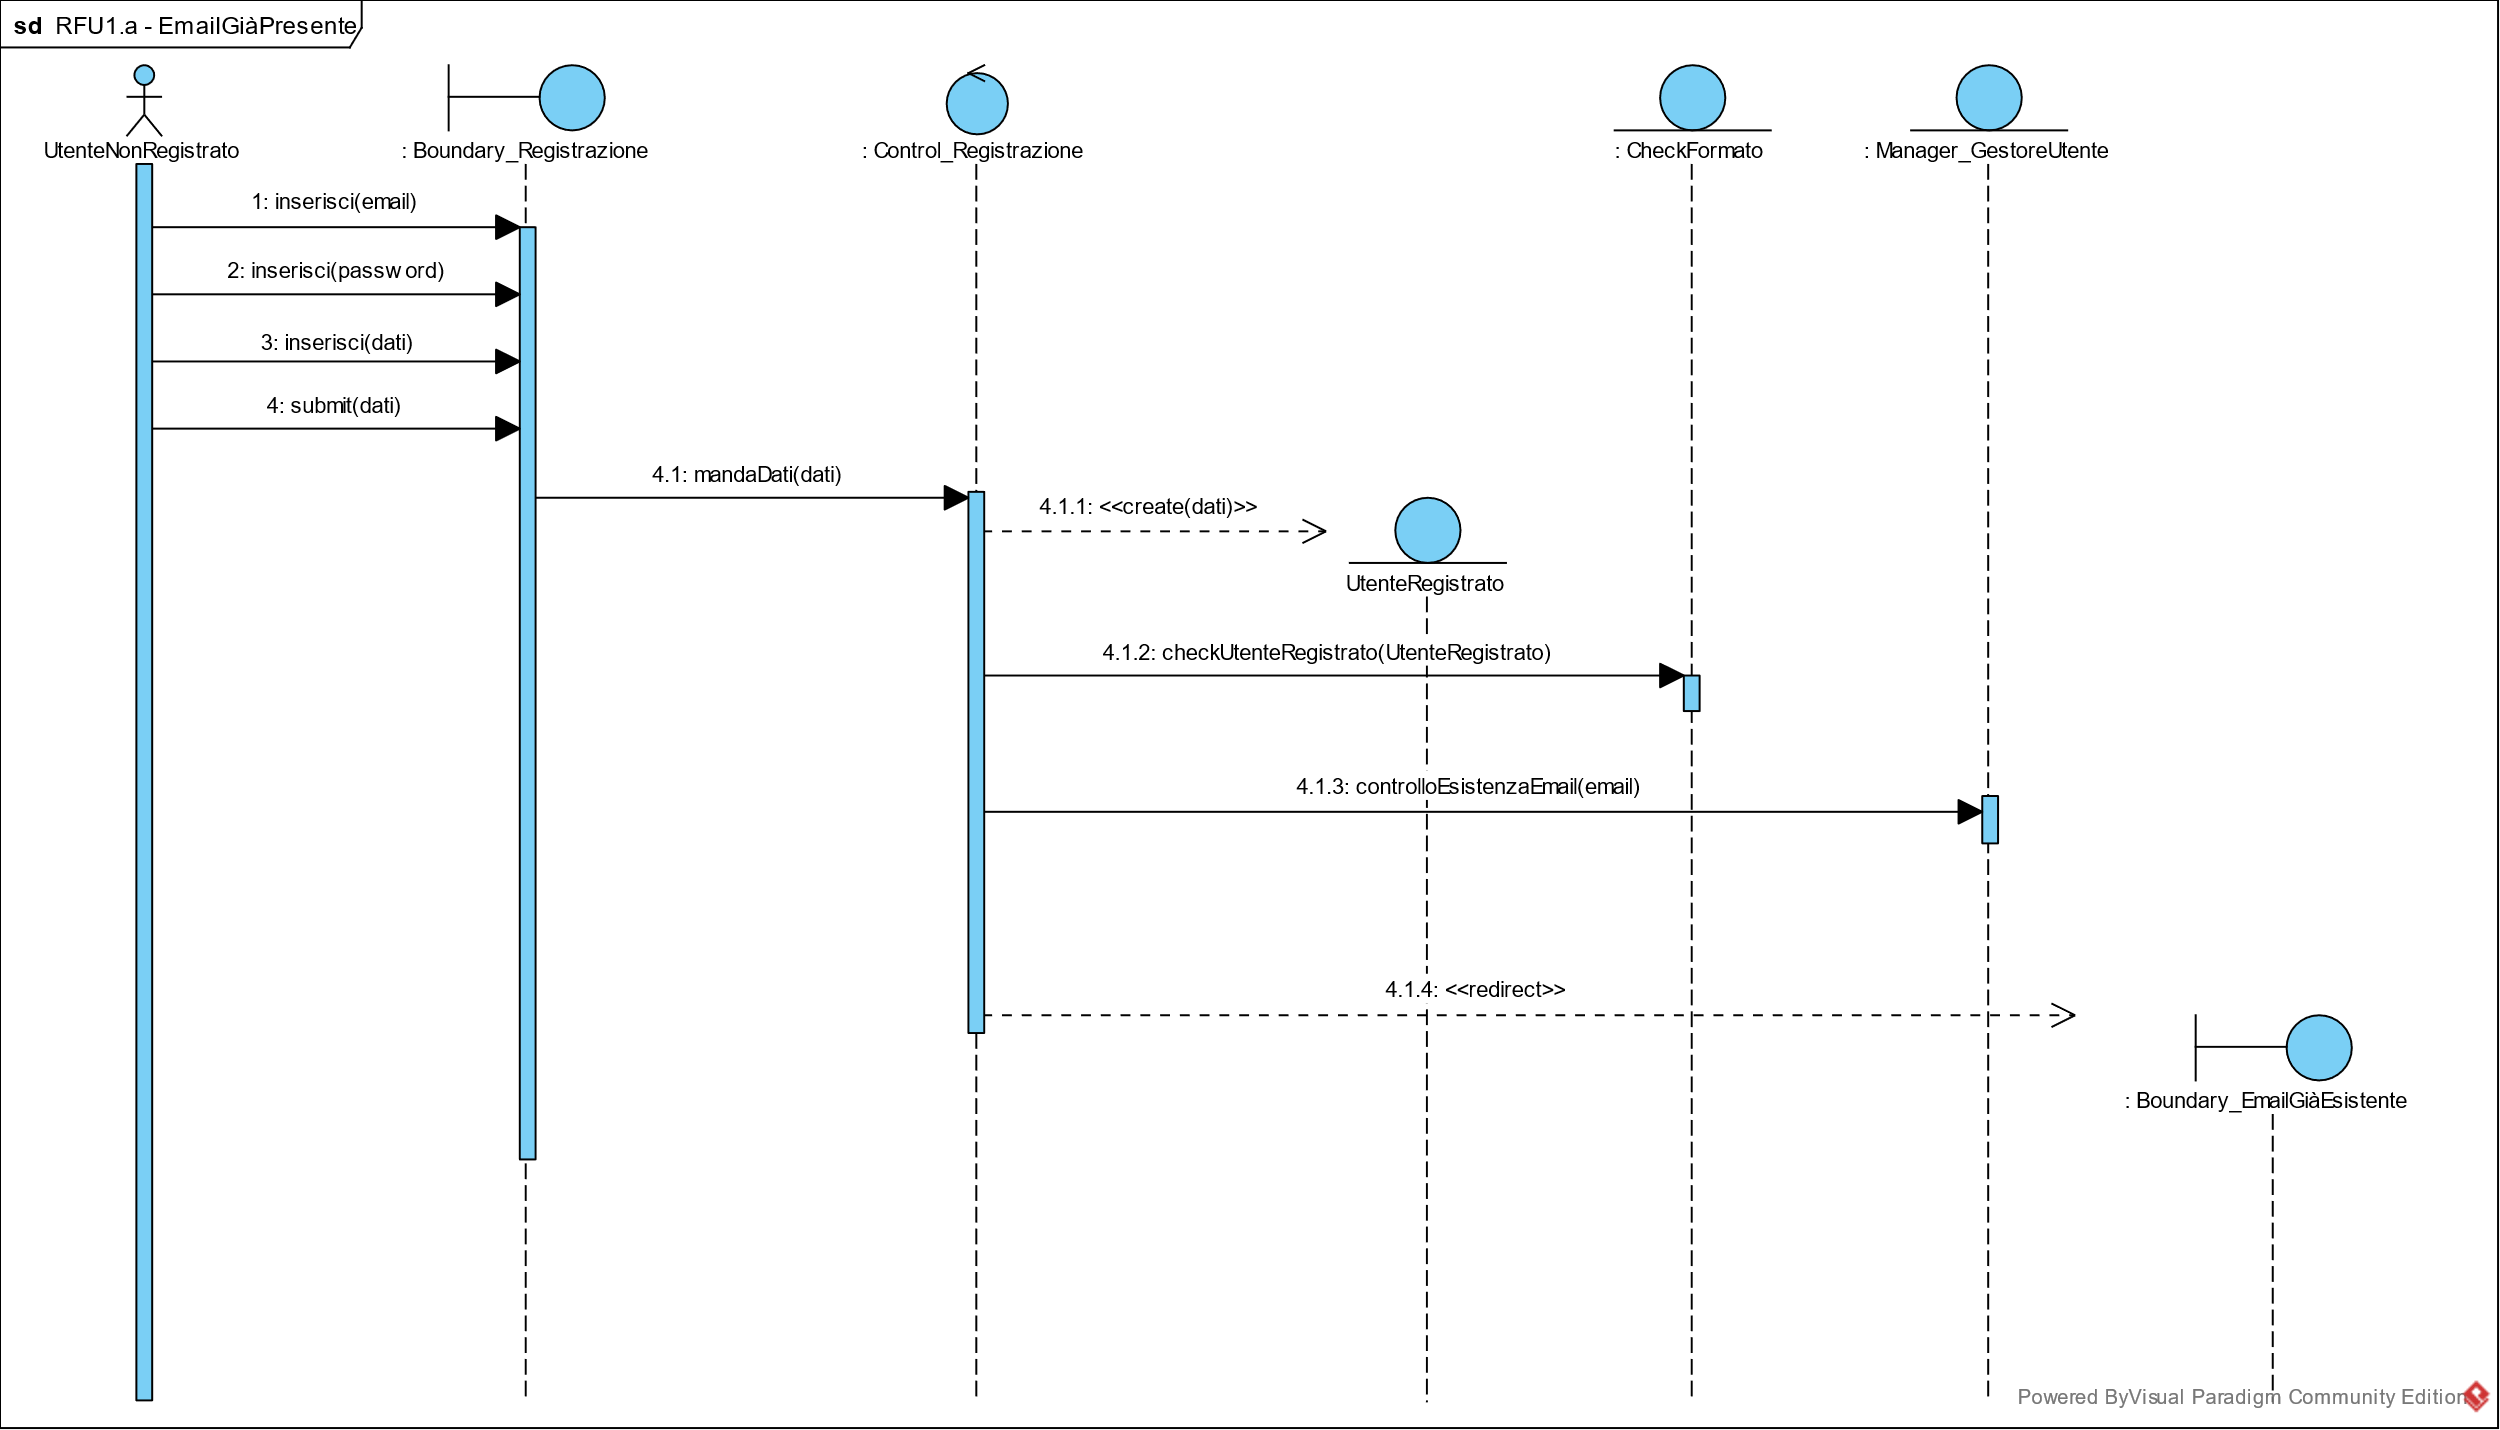 sd RFU1.a - EmailGiàPresente
UtenteNonRegistrato
: Boundary_Registrazione
: Control_Registrazione
: CheckFormato
: Manager_GestoreUtente
1: inserisci(email)
2: inserisci(password)
3: inserisci(dati)
4: submit(dati)
4.1: mandaDati(dati)
4.1.1: <<create(dati)>>
UtenteRegistrato
4.1.2: checkUtenteRegistrato(UtenteRegistrato)
4.1.3: controlloEsistenzaEmail(email)
4.1.4: <<redirect>>
: Boundary_EmailGiàEsistente
Powered ByVisual Paradigm Community Edition